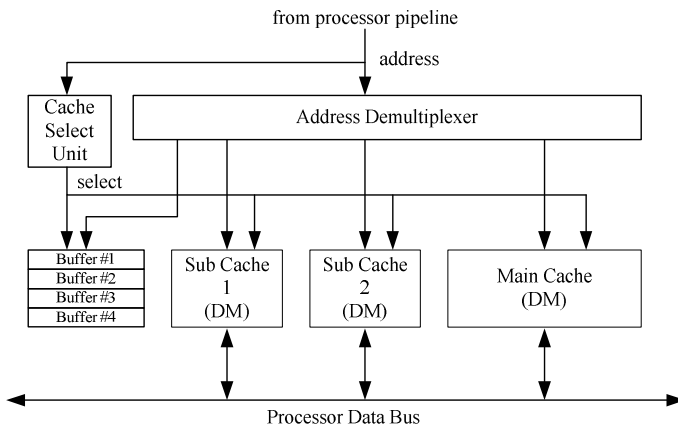 from processor pipeline
address
Cache
Select
Unit
Address Demultiplexer
select
Buffer #1
Buffer #2
Buffer #3
Buffer #4
Sub Cache
1
(DM)
Sub Cache
2
(DM)
Main Cache
(DM)
Processor Data Bus